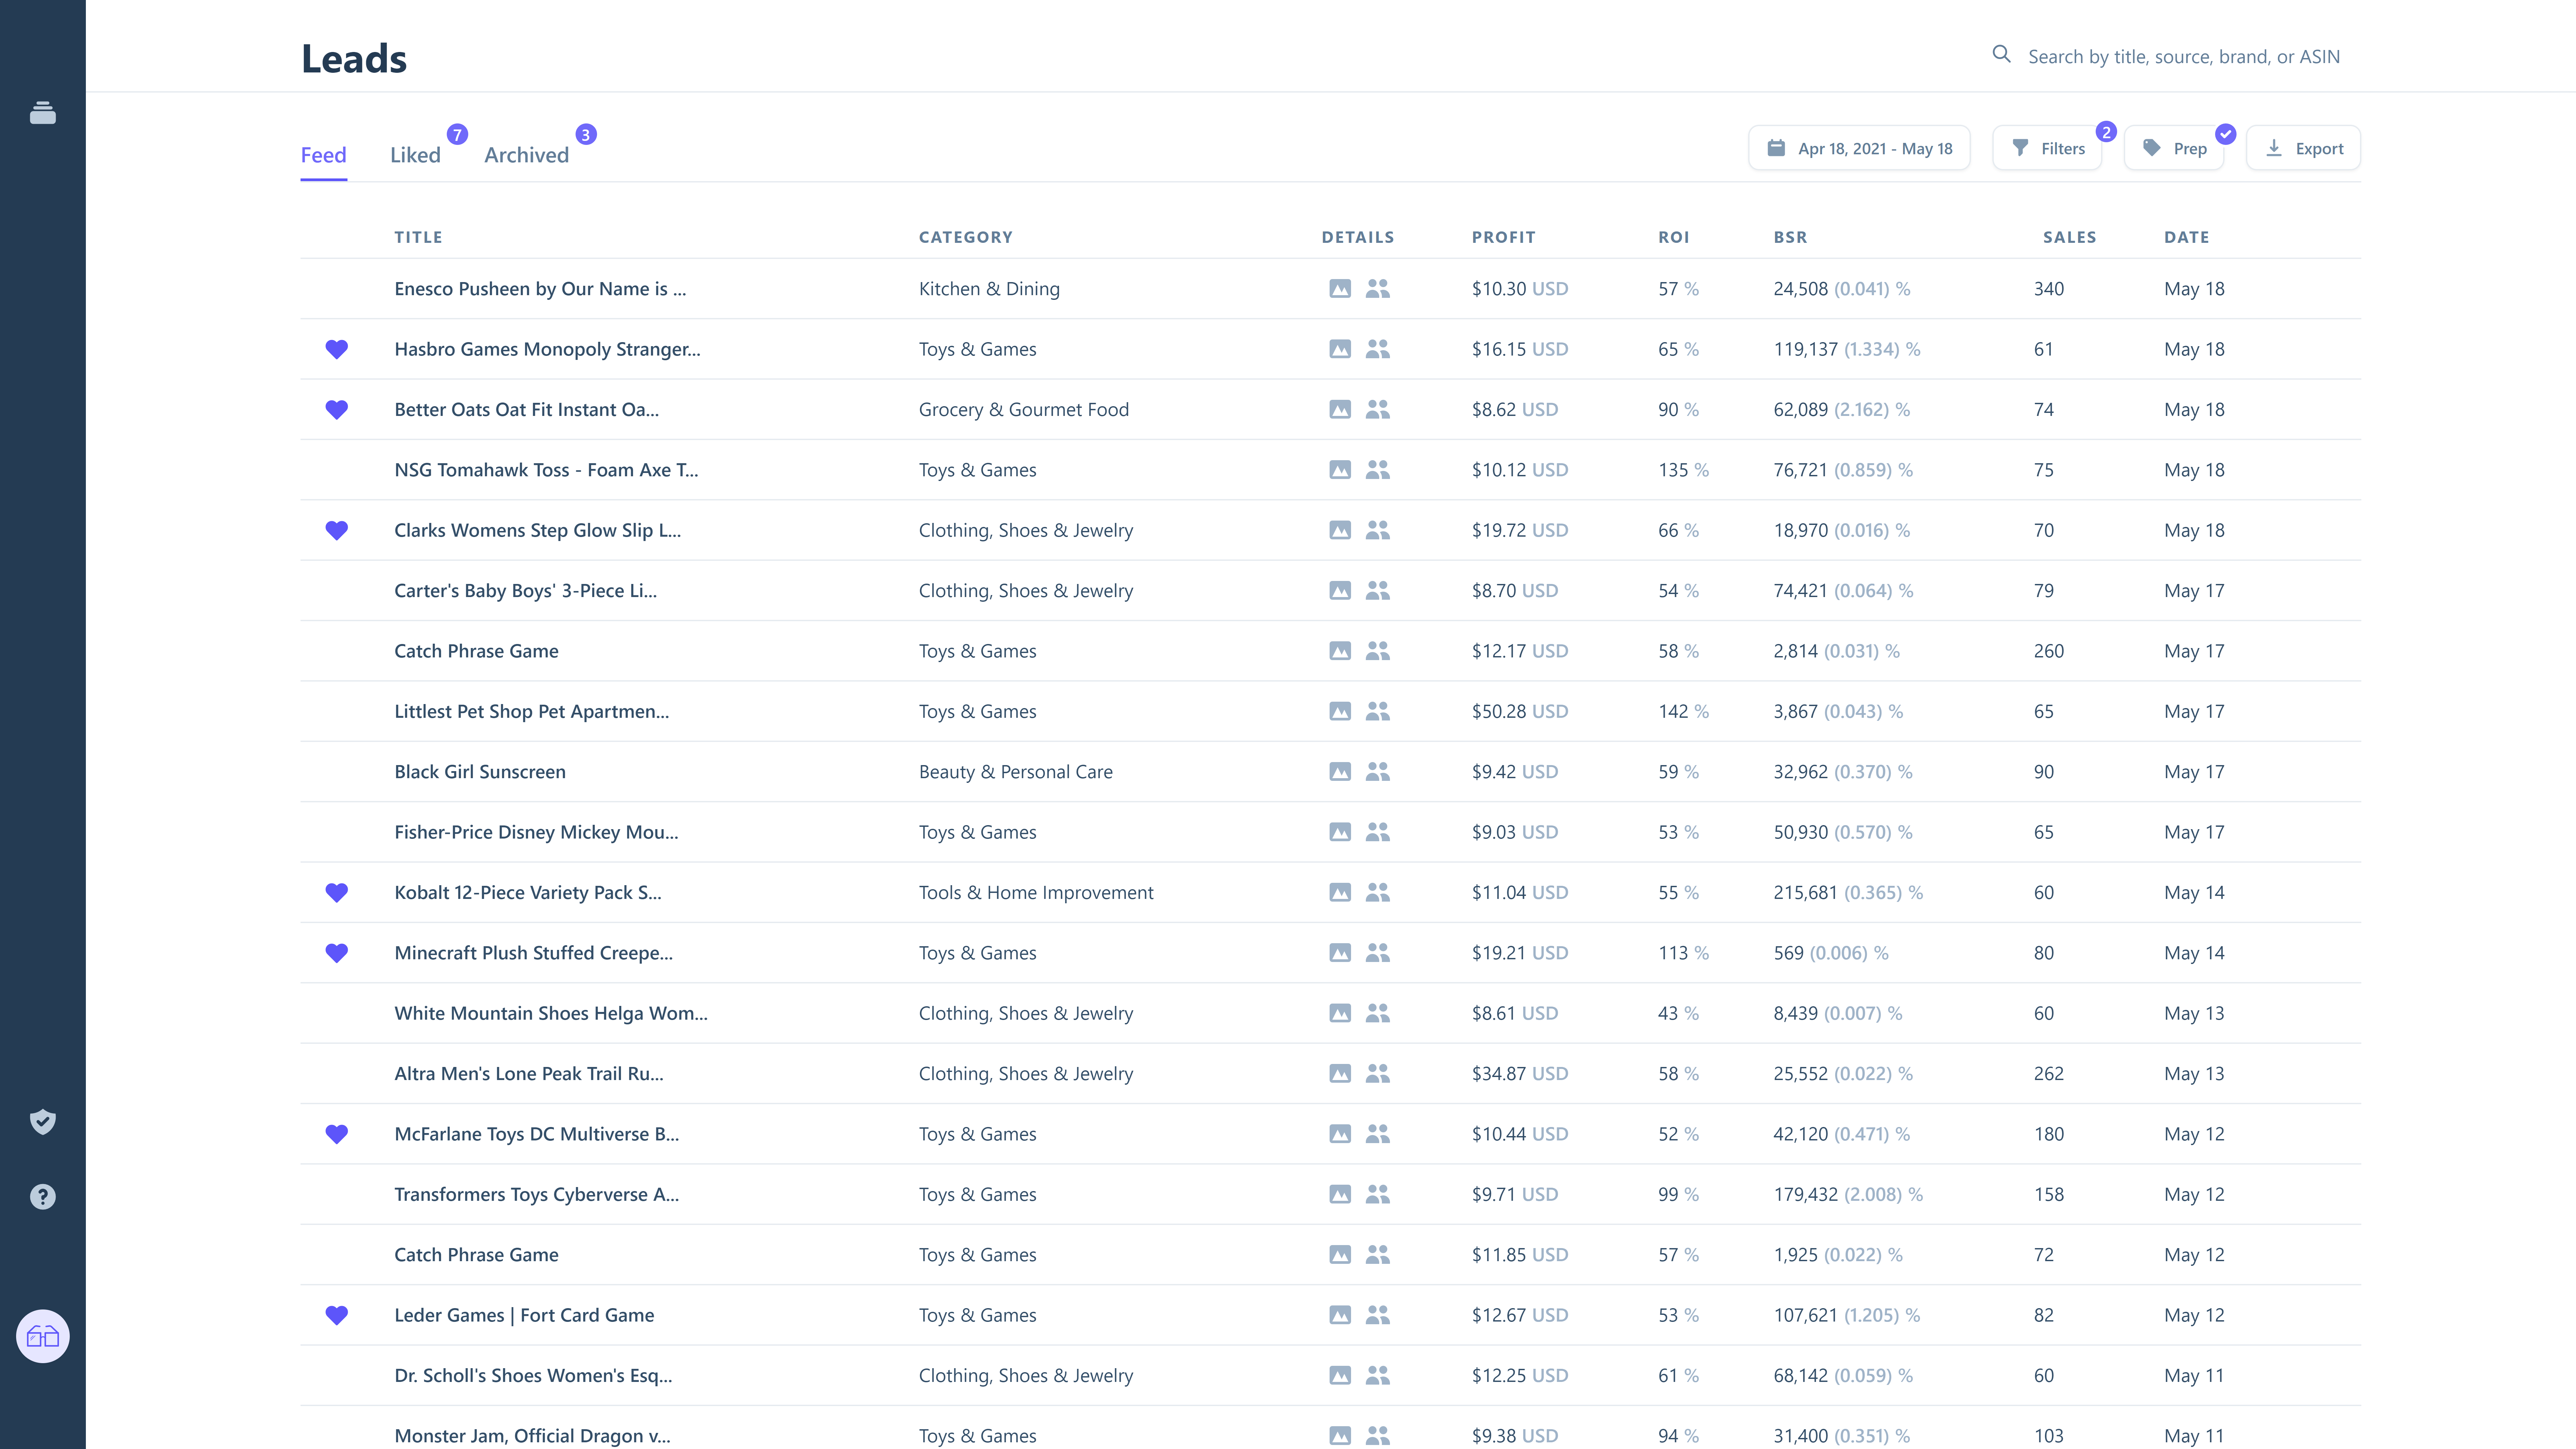 Leads
Search by title, source, brand, or ASIN
Feed Liked 7 Archived 3 Apr 18, 2021 - May 18 Filters 2 Prep Export
TITLE CATEGORY DETAILS PROFIT ROI BSR SALES DATE
Enesco Pusheen by Our Name is ... Kitchen & Dining $10.30 USD 57 % 24,508 (0.041) % 340 May 18
Hasbro Games Monopoly Stranger... Toys & Games $16.15 USD 65 % 119,137 (1.334) % 61 May 18
Better Oats Oat Fit Instant Oa... Grocery & Gourmet Food $8.62 USD 90 % 62,089 (2.162) % 74 May 18
NSG Tomahawk Toss - Foam Axe T... Toys & Games $10.12 USD 135 % 76,721 (0.859) % 75 May 18
Clarks Womens Step Glow Slip L... Clothing, Shoes & Jewelry $19.72 USD 66 % 18,970 (0.016) % 70 May 18
Carter's Baby Boys' 3-Piece Li... Clothing, Shoes & Jewelry $8.70 USD 54 % 74,421 (0.064) % 79 May 17
Catch Phrase Game Toys & Games $12.17 USD 58 % 2,814 (0.031) % 260 May 17
Littlest Pet Shop Pet Apartmen... Toys & Games $50.28 USD 142 % 3,867 (0.043) % 65 May 17
Black Girl Sunscreen Beauty & Personal Care $9.42 USD 59 % 32,962 (0.370) % 90 May 17
Fisher-Price Disney Mickey Mou... Toys & Games $9.03 USD 53 % 50,930 (0.570) % 65 May 17
Kobalt 12-Piece Variety Pack S... Tools & Home Improvement $11.04 USD 55 % 215,681 (0.365) % 60 May 14
Minecraft Plush Stuffed Creepe... Toys & Games $19.21 USD 113 % 569 (0.006) % 80 May 14
White Mountain Shoes Helga Wom... Clothing, Shoes & Jewelry $8.61 USD 43 % 8,439 (0.007) % 60 May 13
Altra Men's Lone Peak Trail Ru... Clothing, Shoes & Jewelry $34.87 USD 58 % 25,552 (0.022) % 262 May 13
McFarlane Toys DC Multiverse B... Toys & Games $10.44 USD 52 % 42,120 (0.471) % 180 May 12
Transformers Toys Cyberverse A... Toys & Games $9.71 USD 99 % 179,432 (2.008) % 158 May 12
Catch Phrase Game Toys & Games $11.85 USD 57 % 1,925 (0.022) % 72 May 12
Leder Games | Fort Card Game Toys & Games $12.67 USD 53 % 107,621 (1.205) % 82 May 12
Dr. Scholl's Shoes Women's Esq... Clothing, Shoes & Jewelry $12.25 USD 61 % 68,142 (0.059) % 60 May 11
Monster Jam, Official Dragon v... Toys & Games $9.38 USD 94 % 31,400 (0.351) % 103 May 11